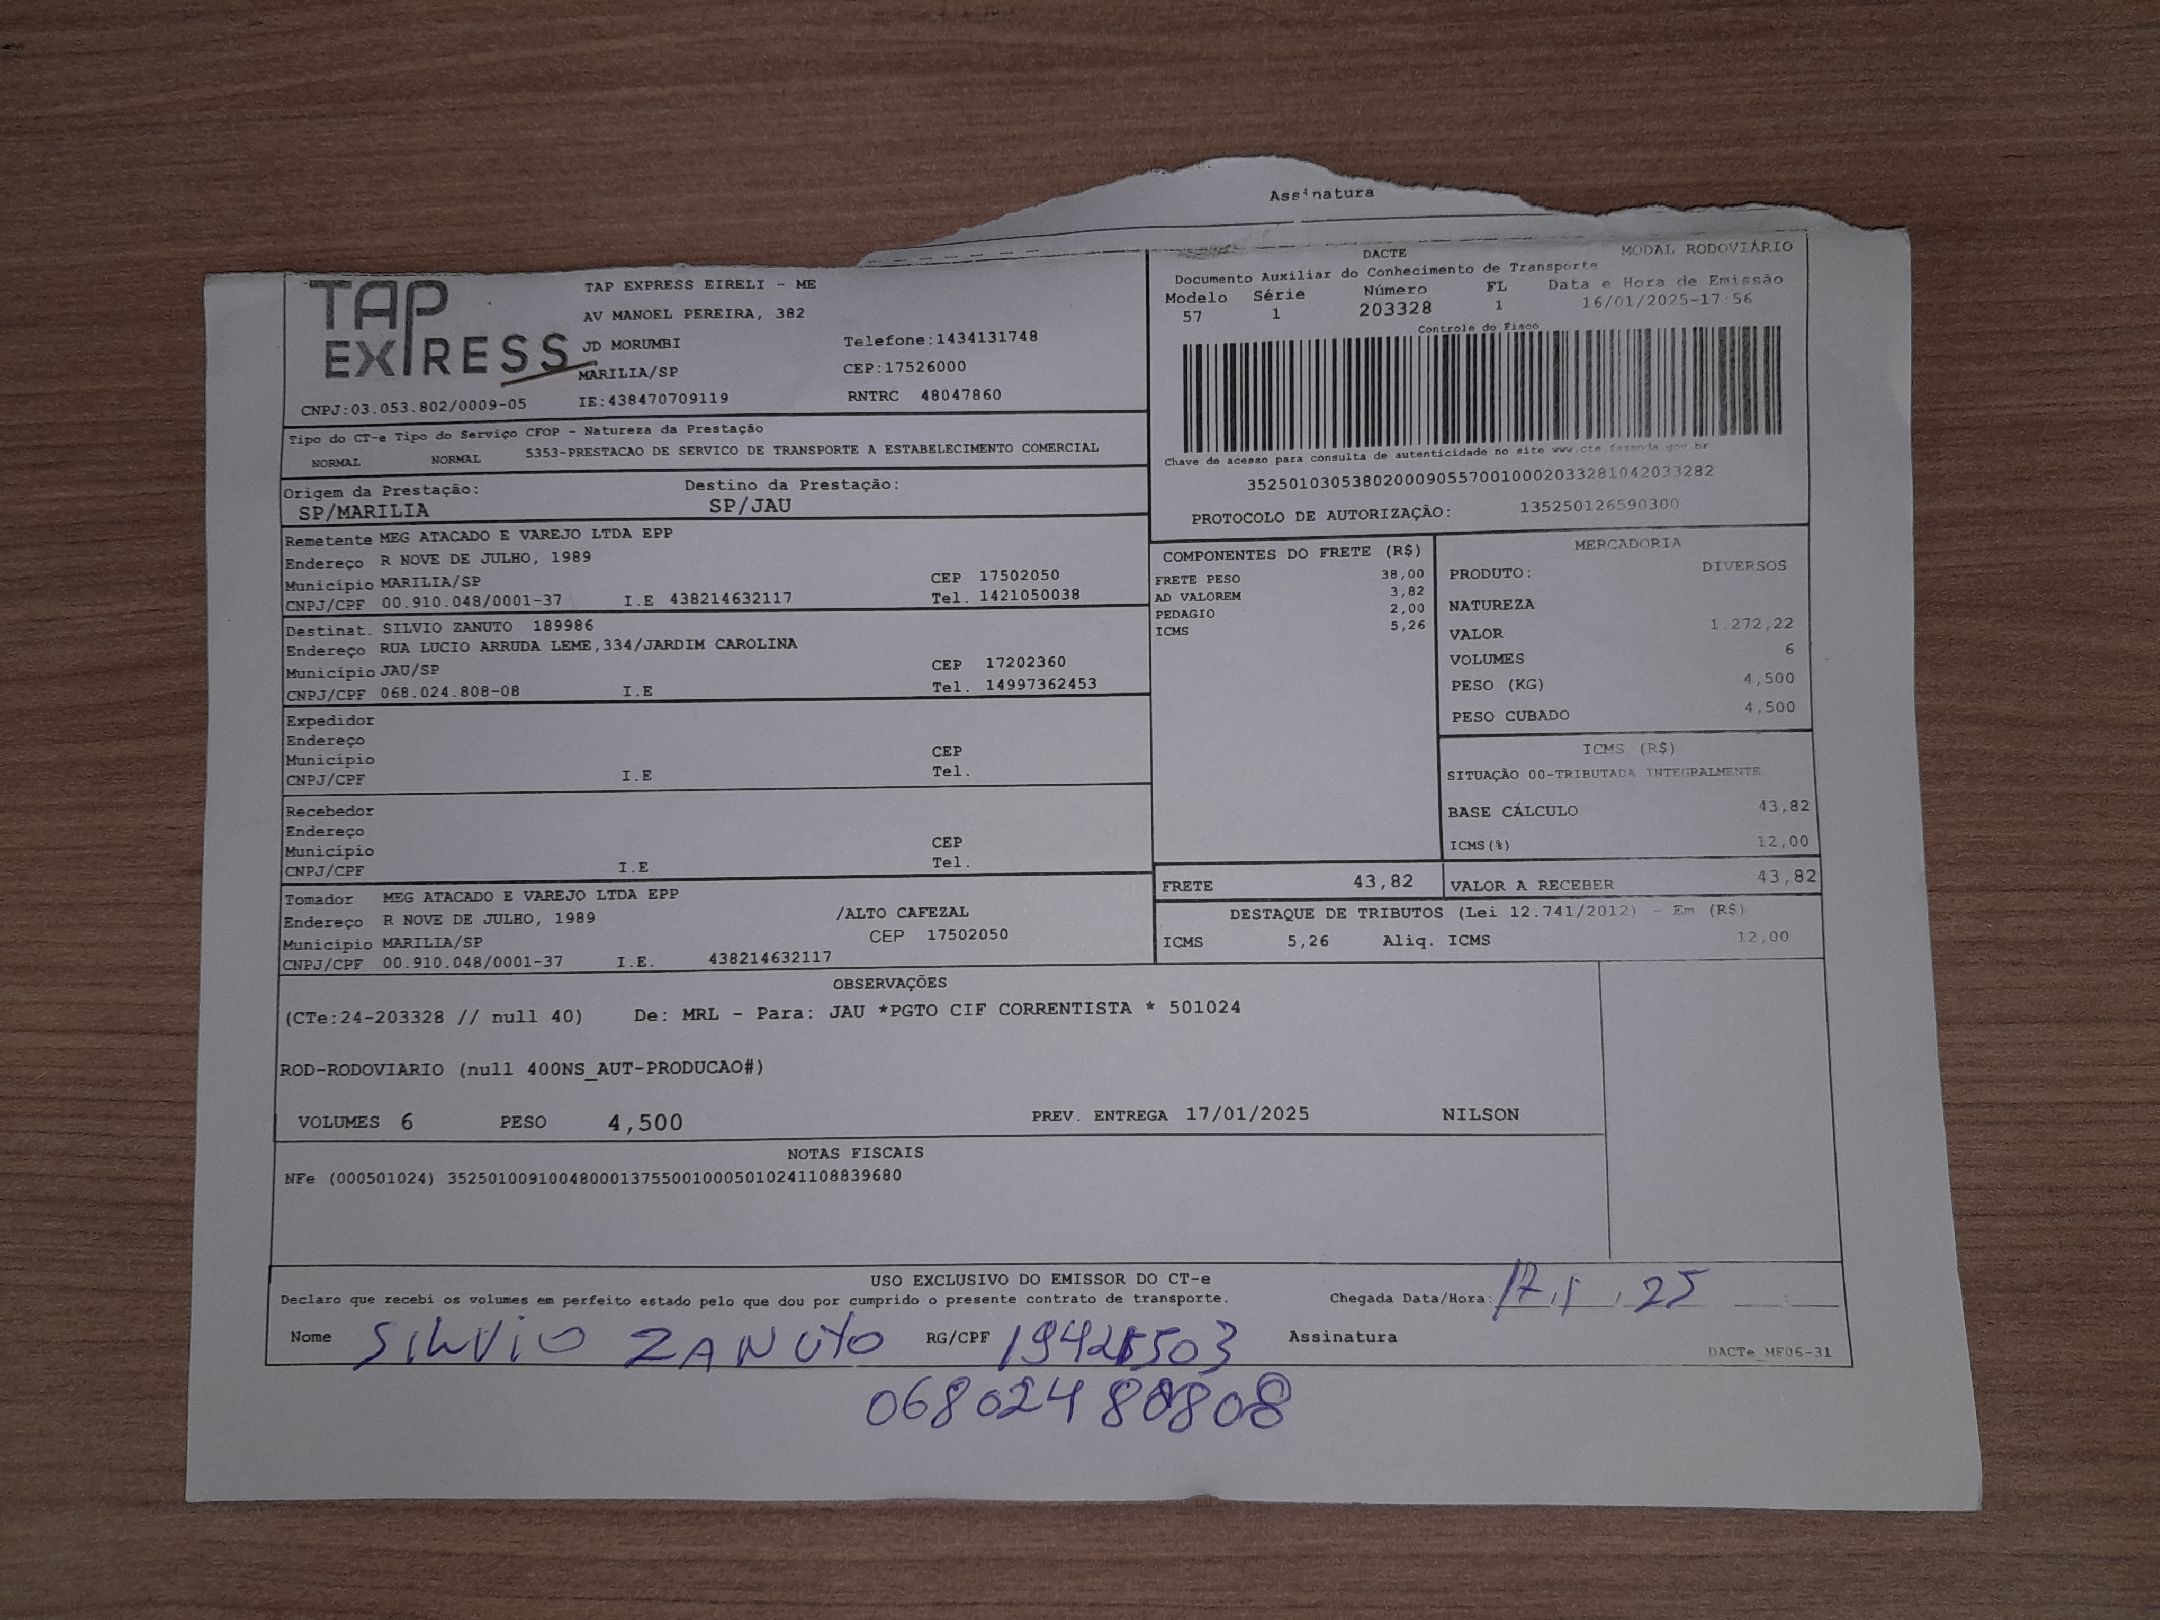 Assinatura
TAP EXPRESS
TAP EXPRESS EIRELI - ME
AV MANOEL PEREIRA, 382
JD MORUMBI
Telefone:1434131748
MARILIA/SP
CEP:17526000
CNPJ:03.053.802/0009-05
IE:438470709119
RNTRC 48047860
DACTE
MODAL RODOVIÁRIO
Documento Auxiliar do Conhecimento de Transporte
Modelo Série Número FL Data e Hora de Emissão
57 1 203328 1 16/01/2025-17:56
Controle do Fisco
Chave de acesso para consulta de autenticidade no site www.cte.fazenda.gov.br
35250103053802000905570010002033281042033282
PROTOCOLO DE AUTORIZAÇÃO: 135250126590300
Tipo do CT-e Tipo do Serviço CFOP - Natureza da Prestação
NORMAL NORMAL 5353-PRESTACAO DE SERVICO DE TRANSPORTE A ESTABELECIMENTO COMERCIAL
Origem da Prestação: Destino da Prestação:
SP/MARILIA SP/JAU
Remetente MEG ATACADO E VAREJO LTDA EPP
Endereço R NOVE DE JULHO, 1989
Município MARILIA/SP CEP 17502050
CNPJ/CPF 00.910.048/0001-37 I.E 438214632117 Tel. 1421050038
Destinat. SILVIO ZANUTO 189986
Endereço RUA LUCIO ARRUDA LEME,334/JARDIM CAROLINA
Município JAU/SP CEP 17202360
CNPJ/CPF 068.024.808-08 I.E Tel. 14997362453
Expedidor
Endereço
Município CEP
CNPJ/CPF I.E Tel.
Recebedor
Endereço
Município CEP
CNPJ/CPF I.E Tel.
Tomador MEG ATACADO E VAREJO LTDA EPP
Endereço R NOVE DE JULHO, 1989 /ALTO CAFEZAL
Município MARILIA/SP CEP 17502050
CNPJ/CPF 00.910.048/0001-37 I.E. 438214632117
COMPONENTES DO FRETE (R$)
FRETE PESO 38,00
AD VALOREM 3,82
PEDAGIO 2,00
ICMS 5,26
MERCADORIA
PRODUTO: DIVERSOS
NATUREZA
VALOR 1.272,22
VOLUMES 6
PESO (KG) 4,500
PESO CUBADO 4,500
ICMS (R$)
SITUAÇÃO 00-TRIBUTADA INTEGRALMENTE
BASE CÁLCULO 43,82
ICMS(%) 12,00
FRETE 43,82 VALOR A RECEBER 43,82
DESTAQUE DE TRIBUTOS (Lei 12.741/2012) - Em (R$)
ICMS 5,26 Aliq. ICMS 12,00
OBSERVAÇÕES
(CTe:24-203328 // null 40) De: MRL - Para: JAU *PGTO CIF CORRENTISTA * 501024
ROD-RODOVIARIO (null 400NS_AUT-PRODUCAO#)
VOLUMES 6 PESO 4,500 PREV. ENTREGA 17/01/2025 NILSON
NOTAS FISCAIS
NFe (000501024) 35250100910048000137550010005010241108839680
USO EXCLUSIVO DO EMISSOR DO CT-e
Declaro que recebi os volumes em perfeito estado pelo que dou por cumprido o presente contrato de transporte. Chegada Data/Hora: 17, 1, 25
Nome SILVIO ZANUTO RG/CPF Assinatura
DACTe_MF06-31
06802480808